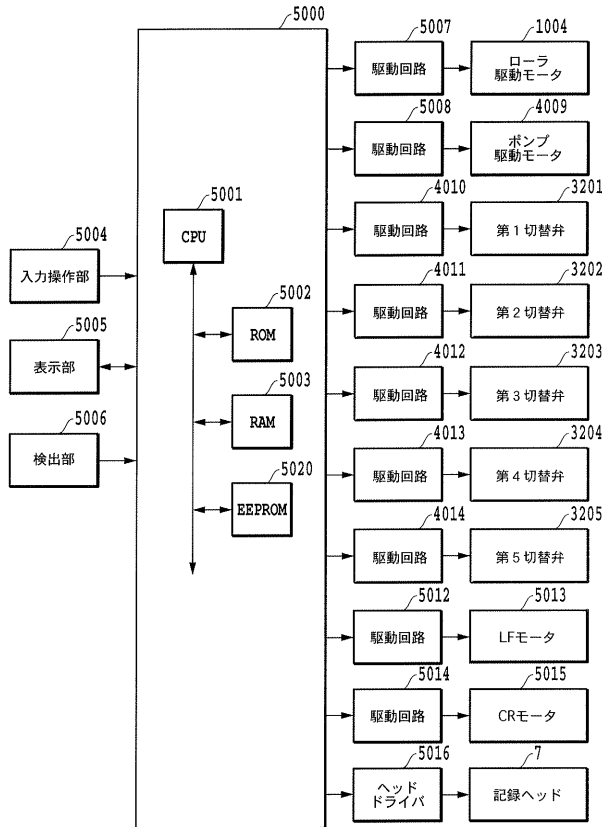 5000
5001
CPU
5002
ROM
5003
RAM
5020
EEPROM
5004
入力操作部
5005
表示部
5006
検出部
5007
駆動回路
1004
ローラ
駆動モータ
5008
駆動回路
4009
ポンプ
駆動モータ
4010
駆動回路
3201
第1切替弁
4011
駆動回路
3202
第2切替弁
4012
駆動回路
3203
第3切替弁
4013
駆動回路
3204
第4切替弁
4014
駆動回路
3205
第5切替弁
5012
駆動回路
5013
LFモータ
5014
駆動回路
5015
CRモータ
5016
ヘッド
ドライバ
7
記録ヘッド